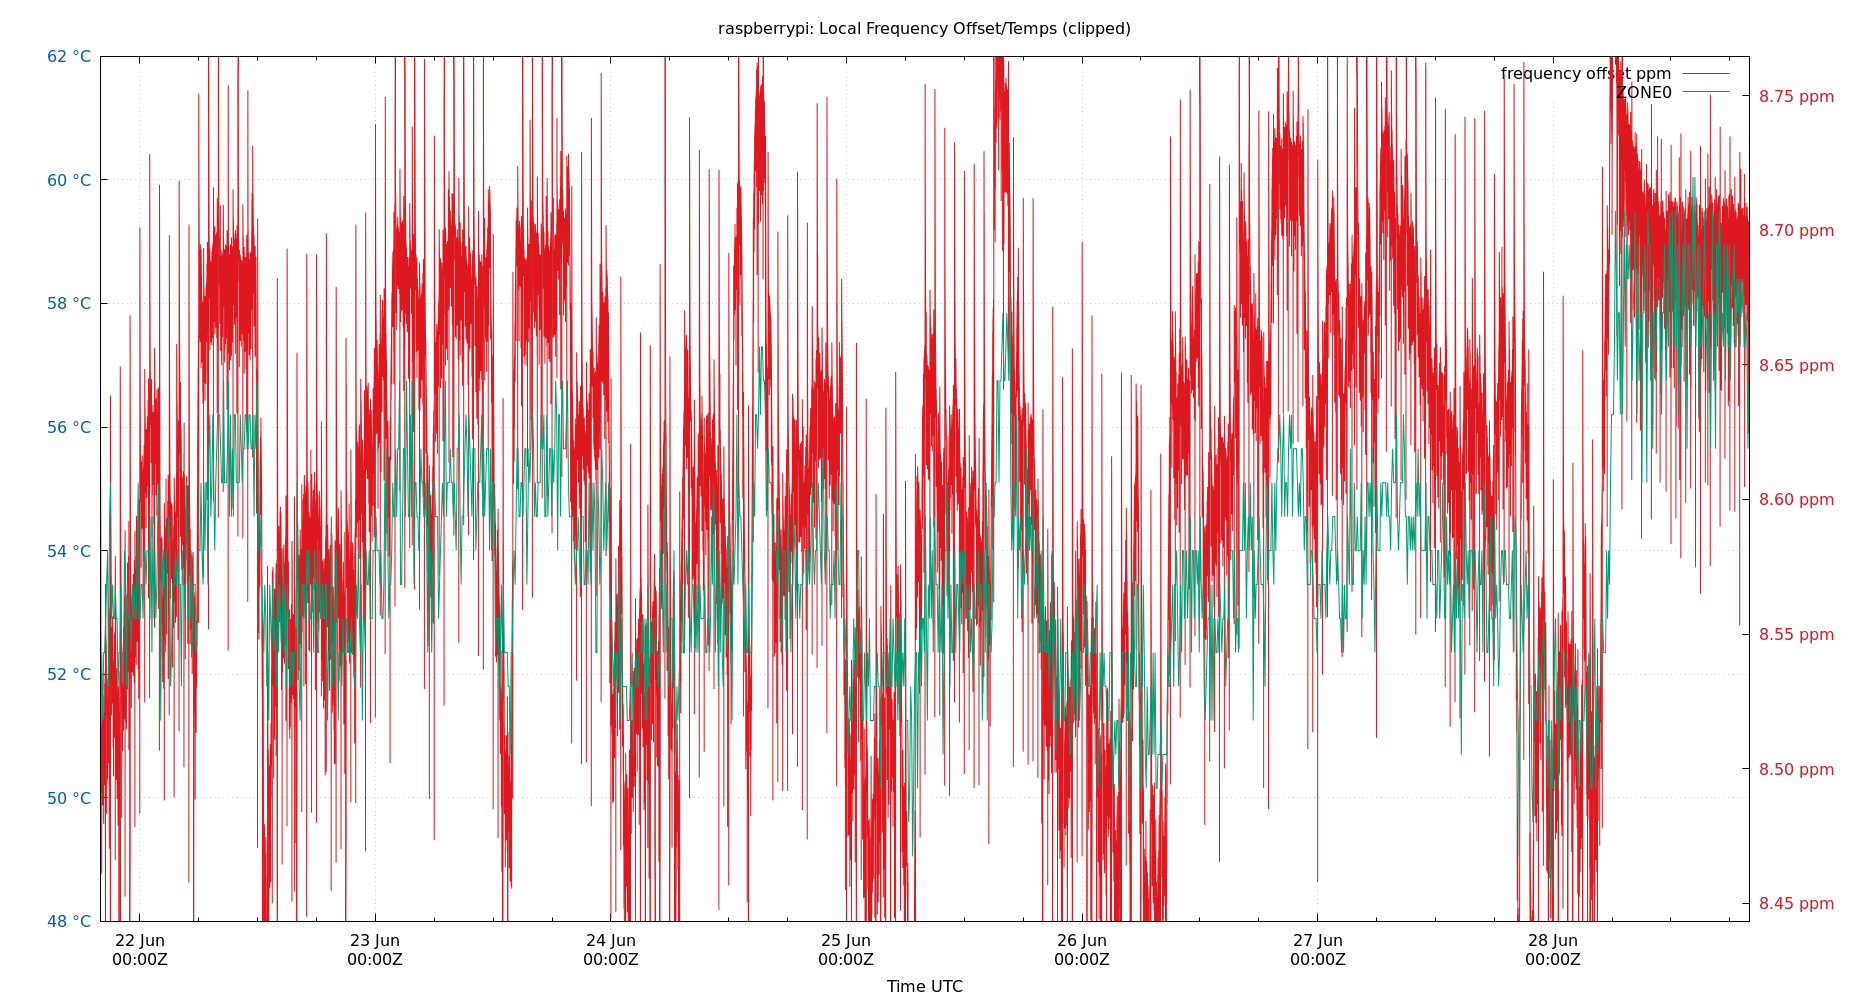 raspberrypi: Local Frequency Offset/Temps (clipped)
62 °C
60 °C
58 °C
56 °C
54 °C
52 °C
50 °C
48 °C
frequency offset ppm
ZONE0
8.75 ppm
8.70 ppm
8.65 ppm
8.60 ppm
8.55 ppm
8.50 ppm
8.45 ppm
22 Jun 23 Jun 24 Jun 25 Jun 26 Jun 27 Jun 28 Jun
00:00Z 00:00Z 00:00Z 00:00Z 00:00Z 00:00Z 00:00Z
Time UTC